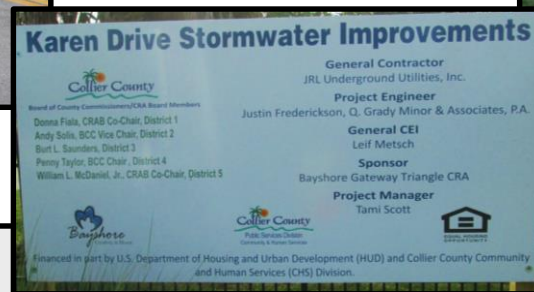 Karen Drive Stormwater Improvements
Collier County
Board of County Commissioners/CRA Board Members
Donna Fiala, CRAB Co-Chair, District 1
Andy Solis, BCC Vice Chair, District 2
Burt L. Saunders, District 3
Penny Taylor, BCC Chair, District 4
William L. McDaniel, Jr., CRAB Co-Chair, District 5
General Contractor
JRL Underground Utilities, Inc.
Project Engineer
Justin Frederickson, Q. Grady Minor & Associates, P.A.
General CEI
Leif Metsch
Sponsor
Bayshore Gateway Triangle CRA
Project Manager
Tami Scott
Bayshore
Collier County
Public Services Division
Community & Human Services
EQUAL HOUSING
OPPORTUNITY
Financed in part by U.S. Department of Housing and Urban Development (HUD) and Collier County Community
and Human Services (CHS) Division.